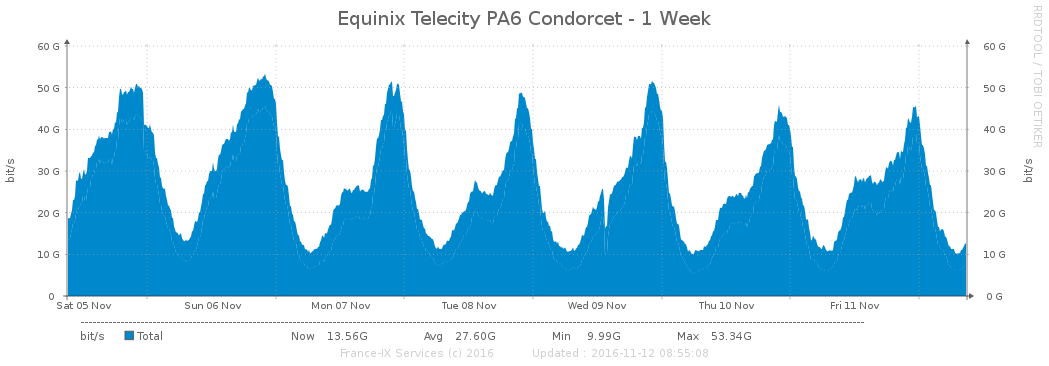 Equinix Telecity PA6 Condorcet - 1 Week
RRDTOOL / TOBI OETIKER
bit/s
60 G
50 G
40 G
30 G
20 G
10 G
0
60 G
50 G
40 G
30 G
20 G
10 G
0 G
bit/s
Sat 05 Nov Sun 06 Nov Mon 07 Nov Tue 08 Nov Wed 09 Nov Thu 10 Nov Fri 11 Nov
bit/s Total Now 13.56G Avg 27.60G Min 9.99G Max 53.34G
France-IX Services (c) 2016 Updated : 2016-11-12 08:55:08